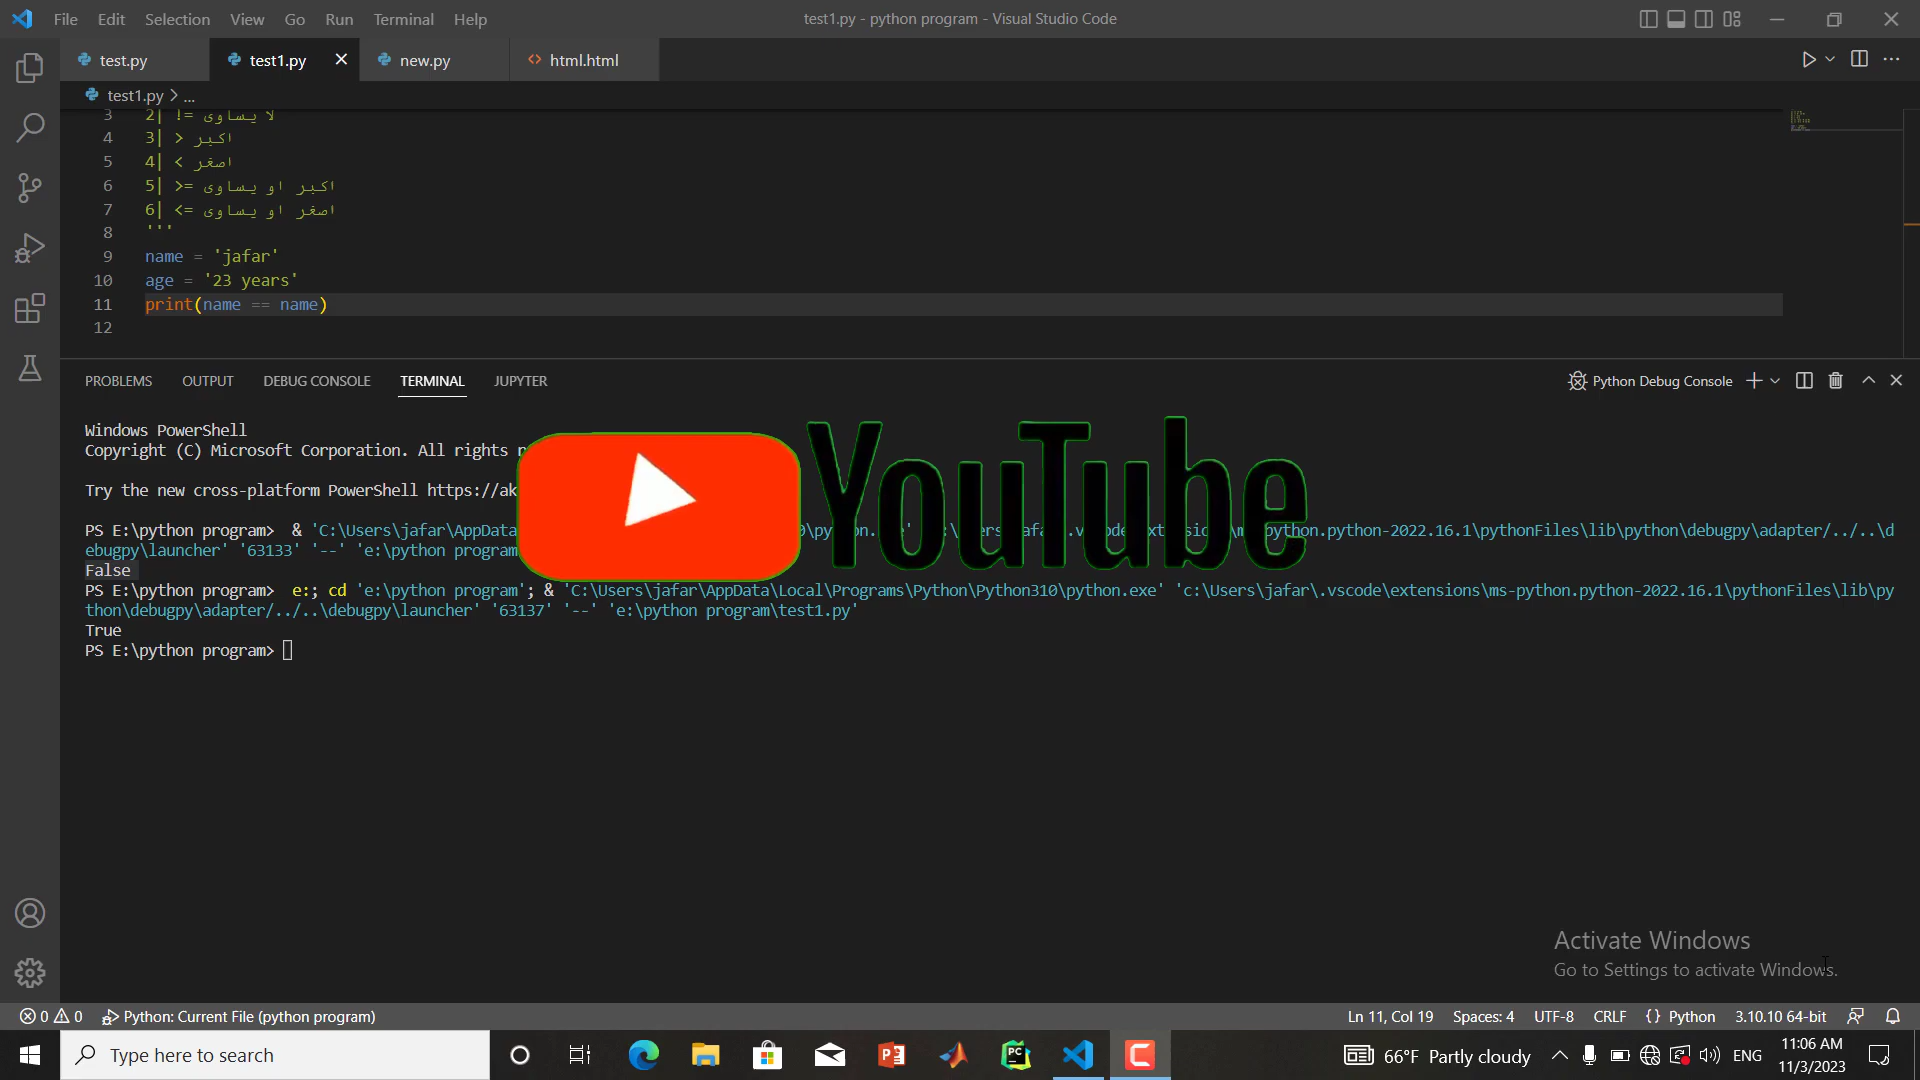 File Edit Selection View Go Run Terminal Help
test1.py - python program - Visual Studio Code
test.py
test1.py
new.py
html.html
test1.py > ...
3 2| != لا يساوى
4 3| > اكبر
5 4| < اصغر
6 5| >= اكبر او يساوى
7 6| <= اصغر او يساوى
8 '''
9 name = 'jafar'
10 age = '23 years'
11 print(name == name)
12
PROBLEMS OUTPUT DEBUG CONSOLE TERMINAL JUPYTER
Python Debug Console
Windows PowerShell
Copyright (C) Microsoft Corporation. All rights
Try the new cross-platform PowerShell https://ak
YouTube
PS E:\python program> & 'C:\Users\jafar\AppData python.python-2022.16.1\pythonFiles\lib\python\debugpy\adapter/../..\d
ebugpy\launcher' '63133' '--' 'e:\python program
False
PS E:\python program> e:; cd 'e:\python program'; & 'C:\Users\jafar\AppData\Local\Programs\Python\Python310\python.exe' 'c:\Users\jafar\.vscode\extensions\ms-python.python-2022.16.1\pythonFiles\lib\py
thon\debugpy\adapter/../..\debugpy\launcher' '63137' '--' 'e:\python program\test1.py'
True
PS E:\python program>
Activate Windows
Go to Settings to activate Windows.
0 0 Python: Current File (python program)
Ln 11, Col 19 Spaces: 4 UTF-8 CRLF {} Python 3.10.10 64-bit
Type here to search
66°F Partly cloudy
ENG
11:06 AM
11/3/2023